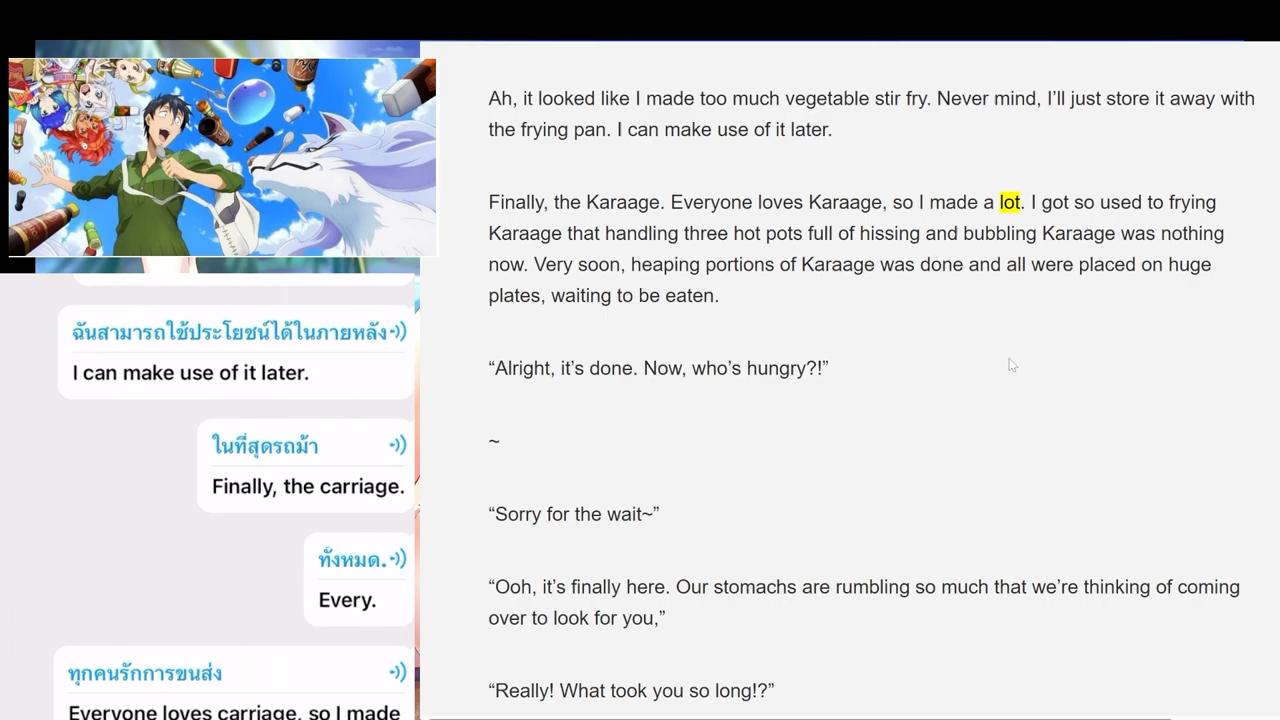 ฉันสามารถใช้ประโยชน์ได้ในภายหลัง
I can make use of it later.
ในที่สุดรถม้า
Finally, the carriage.
ทั้งหมด.
Every.
ทุกคนรักการขนส่ง
Everyone loves carriage, so I made
Ah, it looked like I made too much vegetable stir fry. Never mind, I’ll just store it away with
the frying pan. I can make use of it later.
Finally, the Karaage. Everyone loves Karaage, so I made a lot. I got so used to frying
Karaage that handling three hot pots full of hissing and bubbling Karaage was nothing
now. Very soon, heaping portions of Karaage was done and all were placed on huge
plates, waiting to be eaten.
“Alright, it’s done. Now, who’s hungry?!”
~
“Sorry for the wait~”
“Ooh, it’s finally here. Our stomachs are rumbling so much that we’re thinking of coming
over to look for you,”
“Really! What took you so long!?”